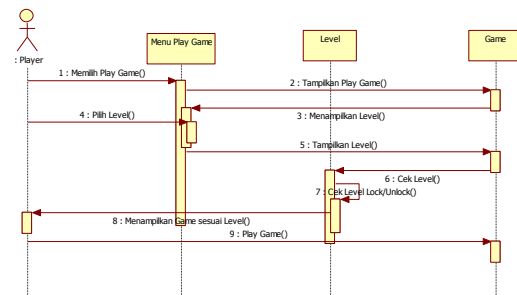 Menu Play Game
Level
Game
: Player
1 : Memilih Play Game()
2 : Tampilkan Play Game()
3 : Menampilkan Level()
4 : Pilih Level()
5 : Tampilkan Level()
6 : Cek Level()
7 : Cek Level Lock/Unlock()
8 : Menampilkan Game sesuai Level()
9 : Play Game()